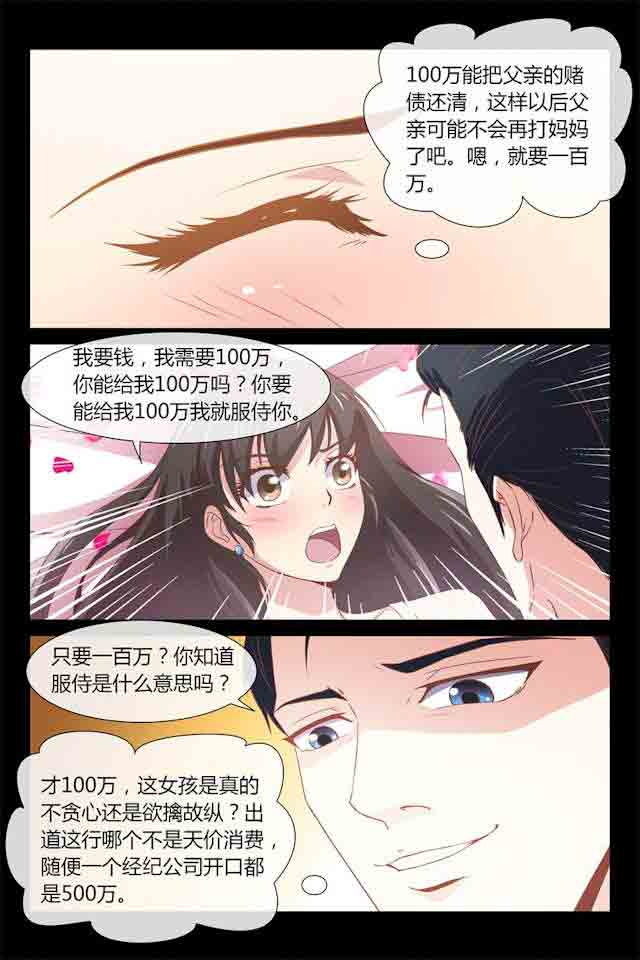 100万能把父亲的赌
债还清，这样以后父
亲可能不会再打妈妈
了吧。嗯，就要一百
万。
我要钱，我需要100万，
你能给我100万吗？你要
能给我100万我就服侍你。
只要一百万？你知道
服侍是什么意思吗？
才100万，这女孩是真的
不贪心还是欲擒故纵？出
道这行哪个不是天价消费，
随便一个经纪公司开口都
是500万。